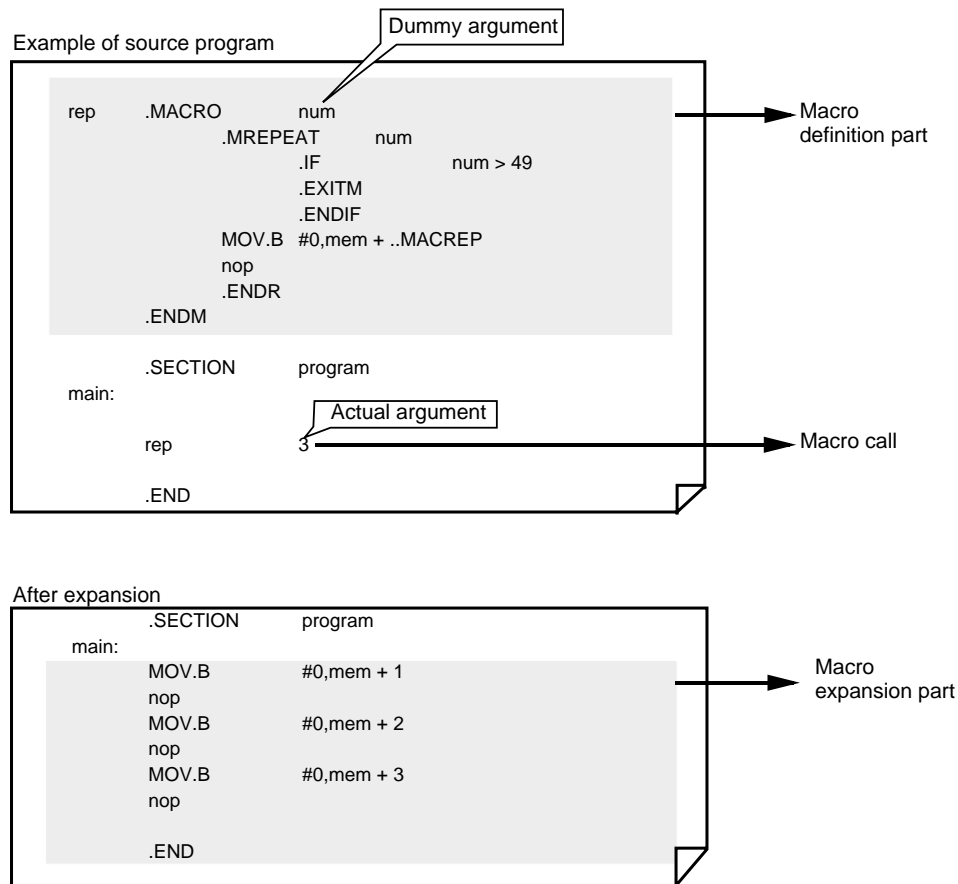 Dummy argument
Example of source program
rep .MACRO num
Macro definition part
.MREPEAT num
.IF num > 49
.EXITM
.ENDIF
MOV.B #0,mem + ..MACREP
nop
.ENDR
.ENDM
.SECTION program
main:
Actual argument
rep 3
Macro call
.END
After expansion
.SECTION program
main:
MOV.B #0,mem + 1
Macro
expansion part
nop
MOV.B #0,mem + 2
nop
MOV.B #0,mem + 3
nop
.END